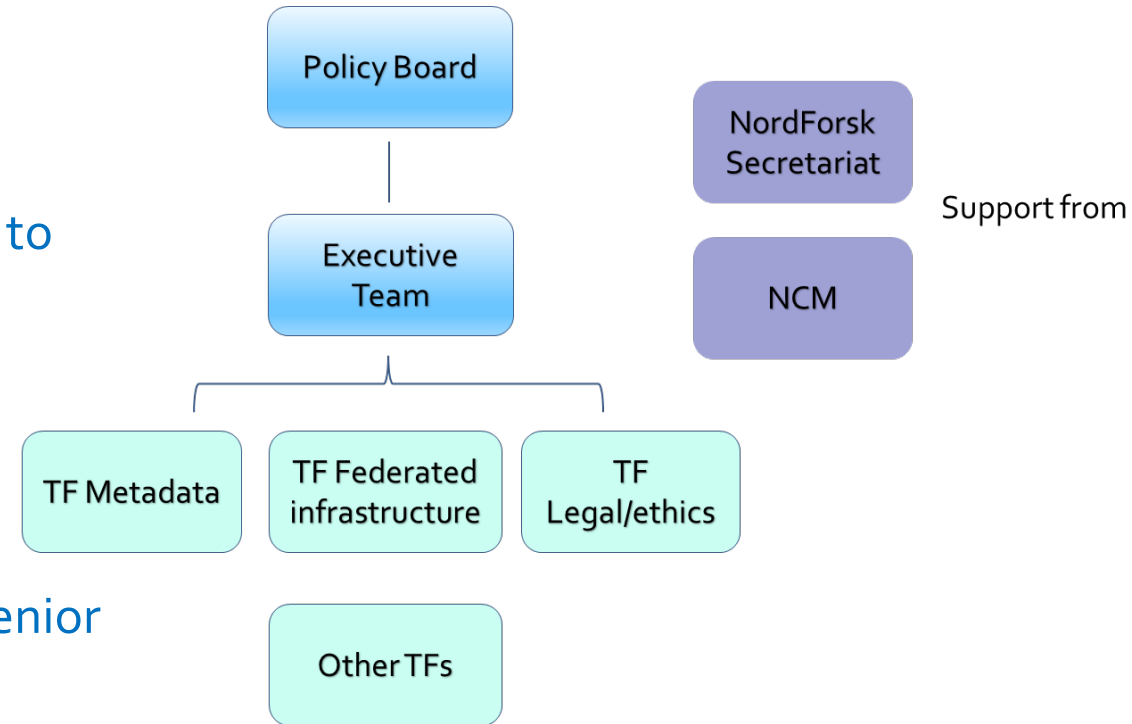 Policy Board
NordForsk
Secretariat
Support from
to
Executive
Team
NCM
TF Metadata
TF Federated
infrastructure
TF
Legal/ethics
enior
Other TFs